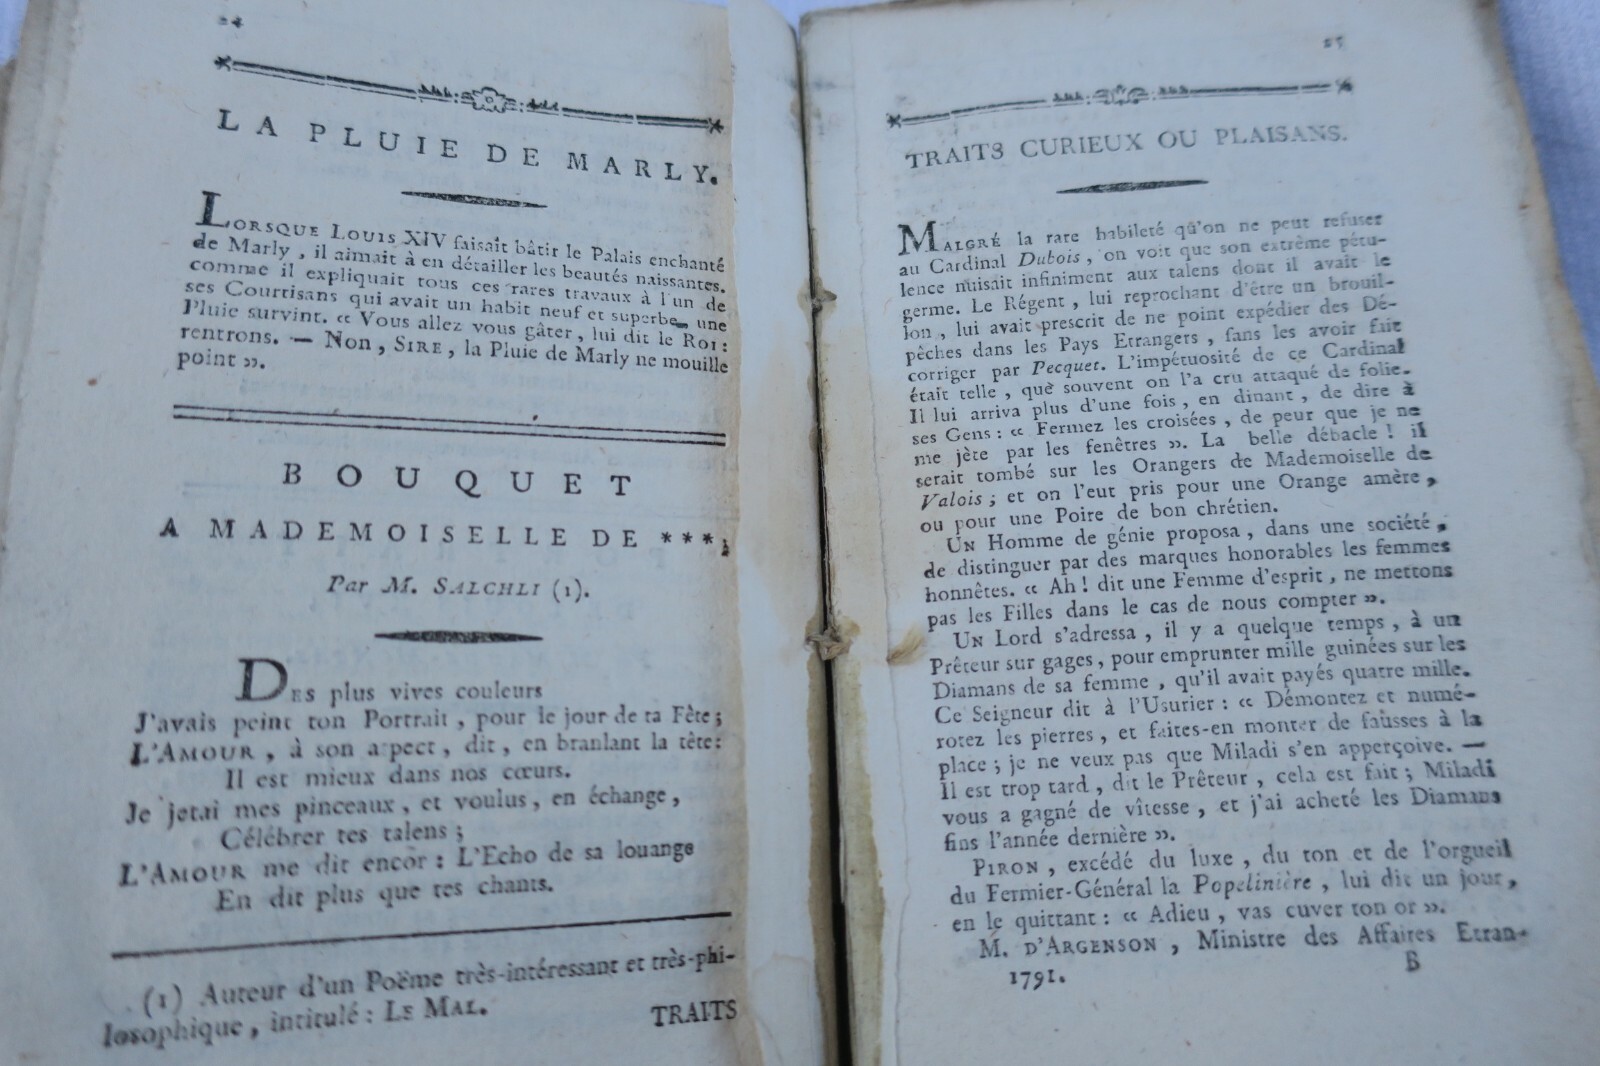 24
LA PLUIE DE MARLY.
LORSQUE LOUIS XIV faisait bâtir le Palais enchanté
de Marly, il aimait à en détailler les beautés naissantes.
comme il expliquait tous ces rares travaux à l'un de
ses Courtisans qui avait un habit neuf et superbe, une
Pluie survint. « Vous allez vous gâter, lui dit le ROI:
rentrons. — Non, SIRE, la Pluie de Marly ne mouille
point ».
BOUQUET
A MADEMOISELLE DE ***;
Par M. SALCHLI (1).
DES plus vives couleurs
J'avais peint ton Portrait, pour le jour de ta Fête;
L'AMOUR, à son aspect, dit, en branlant la tête:
Il est mieux dans nos cœurs.
Je jetai mes pinceaux, et voulus, en échange,
Célébrer tes talens;
L'AMOUR me dit encor: L'Echo de sa louange
En dit plus que tes chants.
(1) Auteur d'un Poëme très-intéressant et très-phi-
losophique, intitulé: LE MAL.
TRAITS
25
TRAITS CURIEUX OU PLAISANS.
MALGRÉ la rare habileté qu'on ne peut refuser
au Cardinal Dubois, on voit que son extrême pétu-
lence nuisait infiniment aux talens dont il avait le
germe. Le Régent, lui reprochant d'être un brouil-
lon, lui avait prescrit de ne point expédier des Dé-
pêches dans les Pays Etrangers, sans les avoir fait
corriger par Pecquet. L'impétuosité de ce Cardinal
était telle, que souvent on l'a cru attaqué de folie.
Il lui arriva plus d'une fois, en dinant, de dire à
ses Gens: « Fermez les croisées, de peur que je ne
me jète par les fenêtres ». La belle débacle! il
serait tombé sur les Orangers de Mademoiselle de
Valois; et on l'eut pris pour une Orange amère,
ou pour une Poire de bon chrétien.
UN Homme de génie proposa, dans une société,
de distinguer par des marques honorables les femmes
honnêtes. « Ah! dit une Femme d'esprit, ne mettons
pas les Filles dans le cas de nous compter ».
UN Lord s'adressa, il y a quelque temps, à un
Prêteur sur gages, pour emprunter mille guinées sur les
Diamans de sa femme, qu'il avait payés quatre mille.
Ce Seigneur dit à l'Usurier: « Démontez et numé-
rotez les pierres, et faites-en monter de fausses à la
place; je ne veux pas que Miladi s'en apperçoive. —
Il est trop tard, dit le Prêteur, cela est fait; Miladi
vous a gagné de vîtesse, et j'ai acheté les Diamans
fins l'année dernière ».
PIRON, excédé du luxe, du ton et de l'orgueil
du Fermier-Général la Popelinière, lui dit un jour,
en le quittant: « Adieu, vas cuver ton or ».
M. D'ARGENSON, Ministre des Affaires Etran-
1791. B